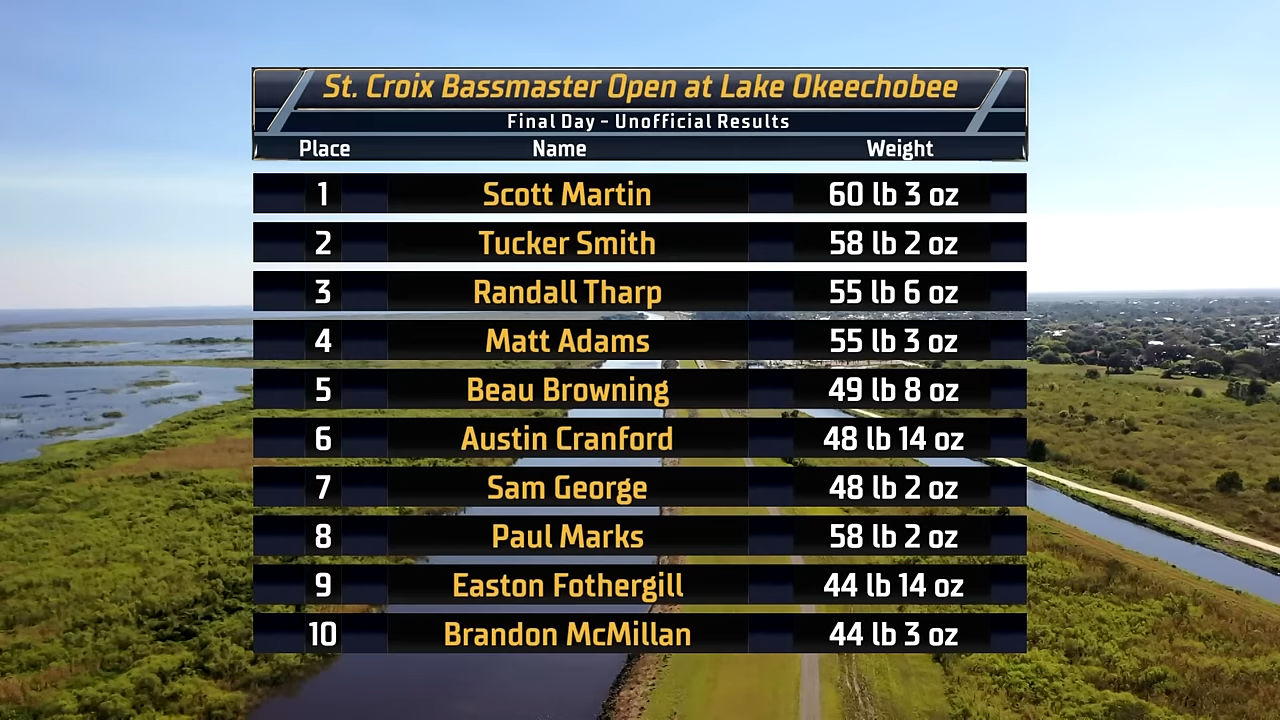 St. Croix Bassmaster Open at Lake Okeechobee
Final Day - Unofficial Results
Place Name Weight
1 Scott Martin 60 lb 3 oz
2 Tucker Smith 58 lb 2 oz
3 Randall Tharp 55 lb 6 oz
4 Matt Adams 55 lb 3 oz
5 Beau Browning 49 lb 8 oz
6 Austin Cranford 48 lb 14 oz
7 Sam George 48 lb 2 oz
8 Paul Marks 58 lb 2 oz
9 Easton Fothergill 44 lb 14 oz
10 Brandon McMillan 44 lb 3 oz